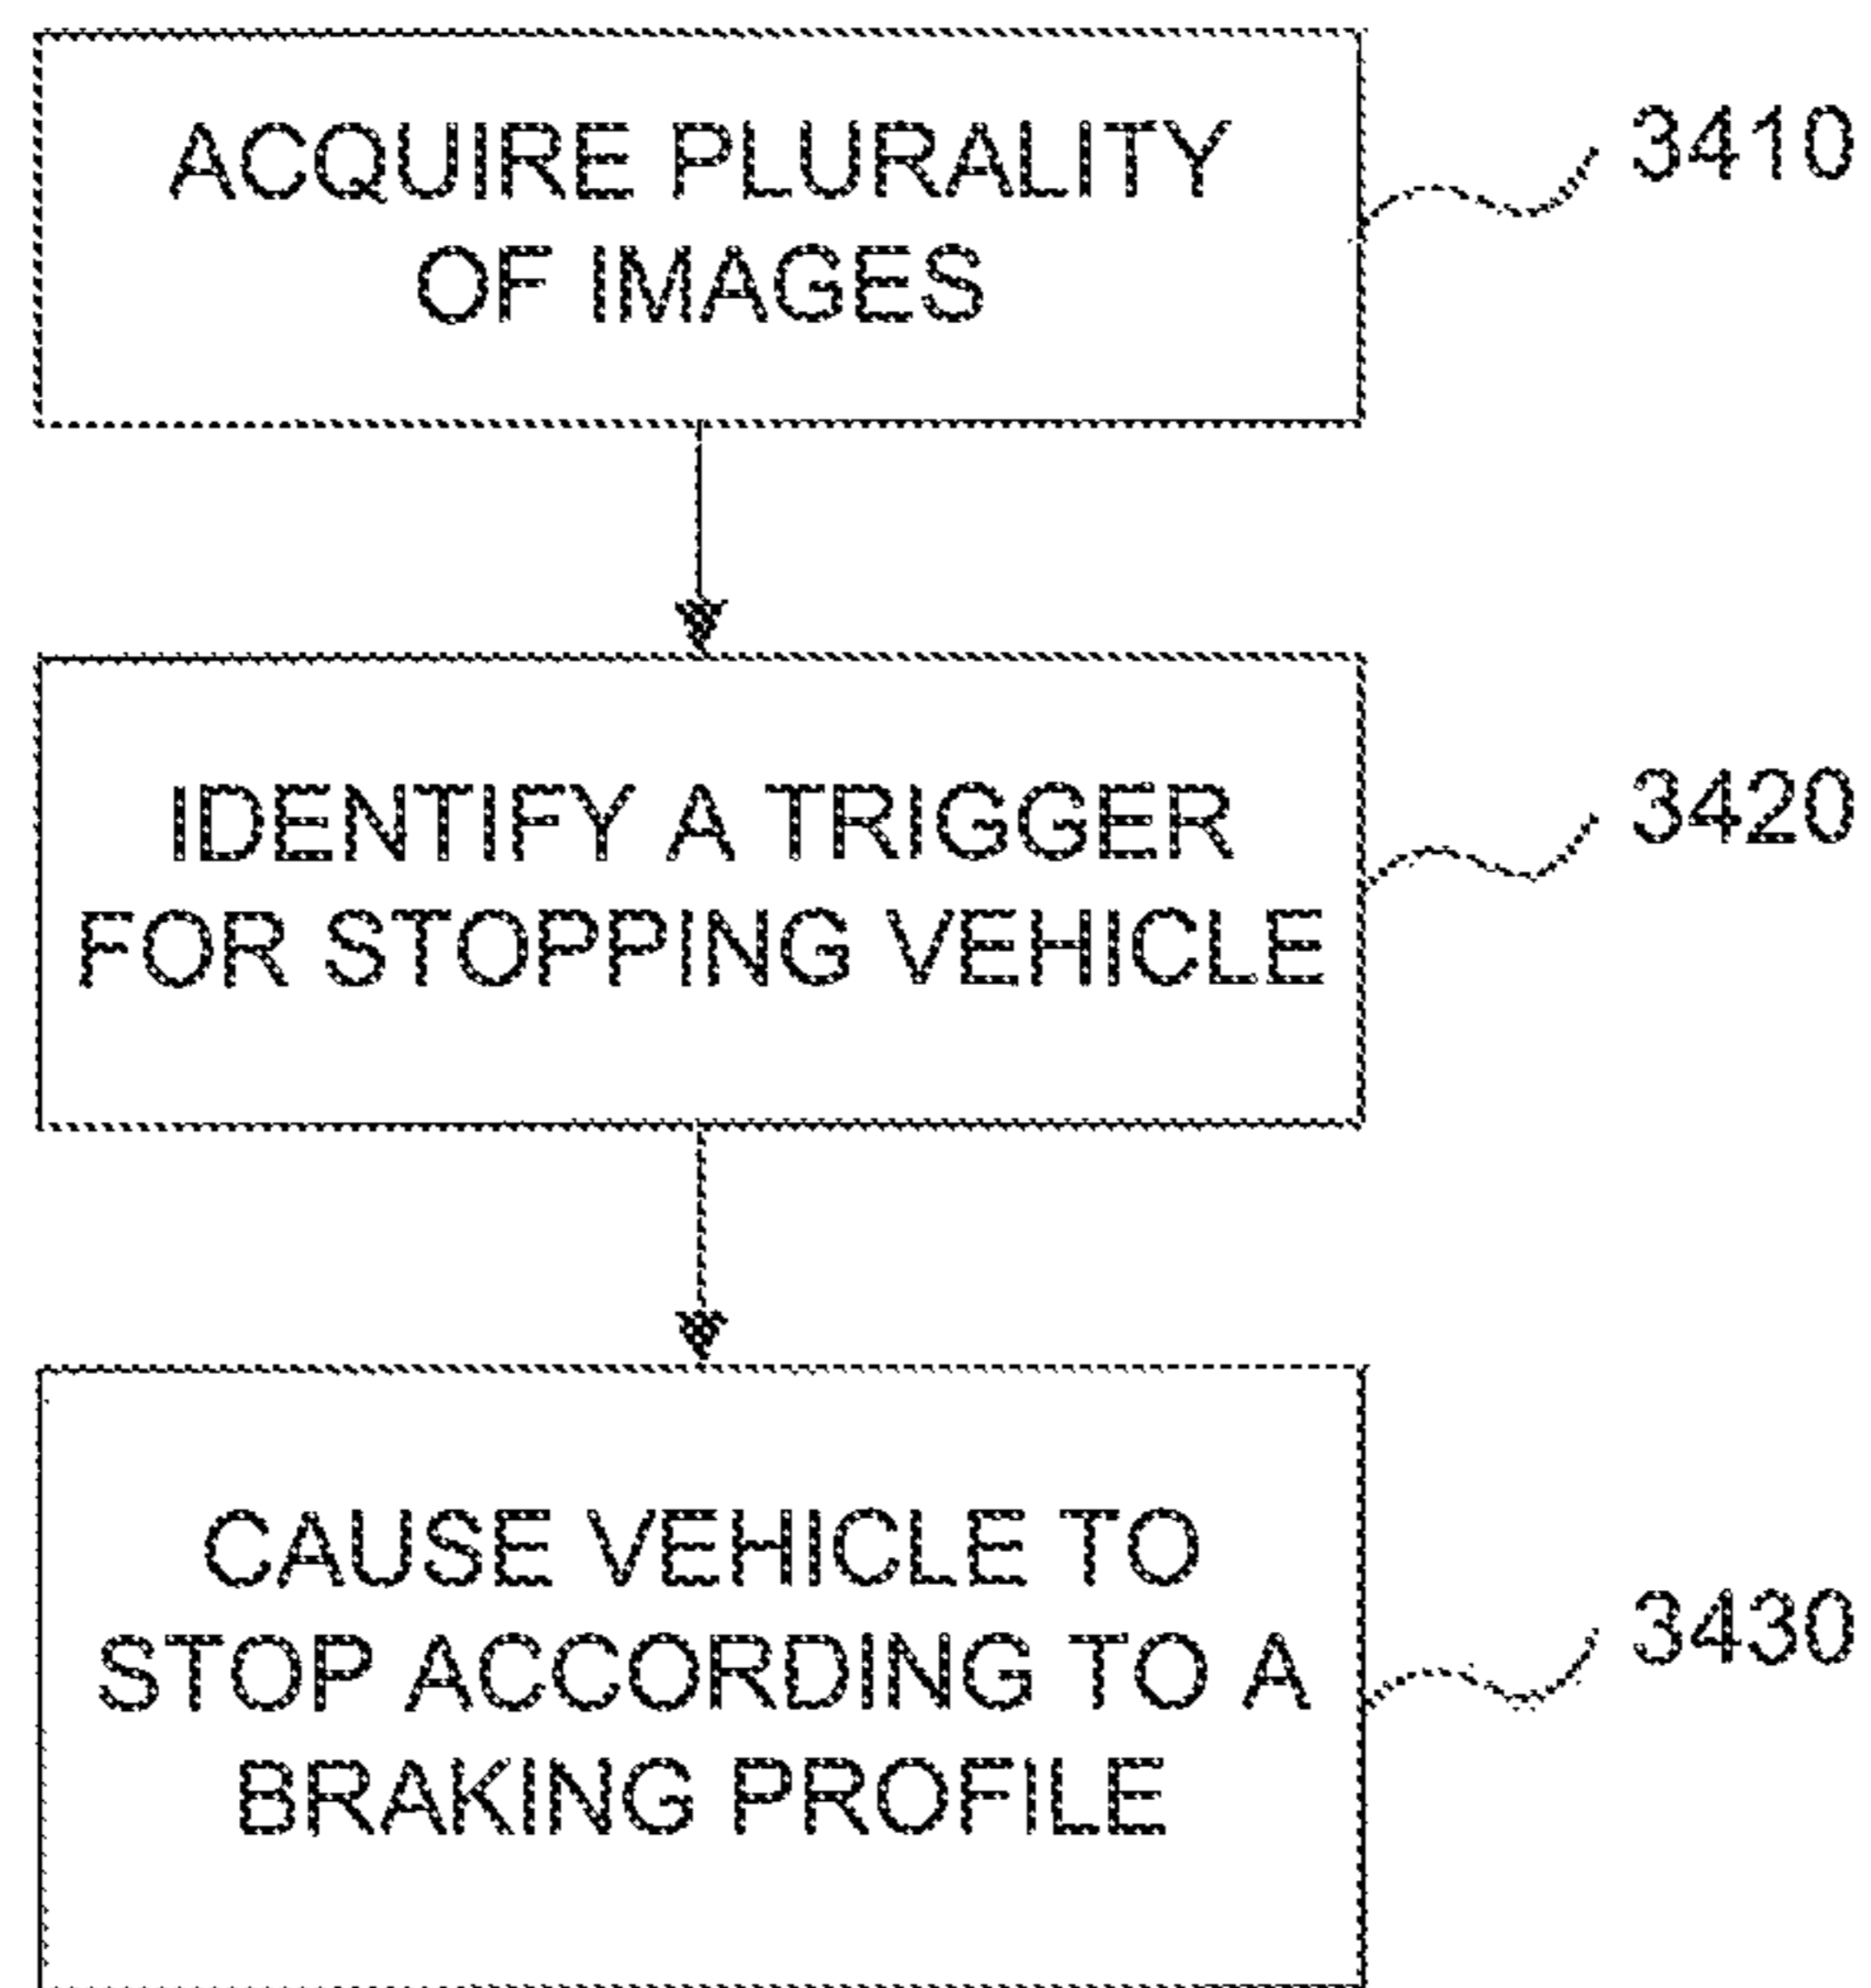 ACQUIRE PLURALITY
OF IMAGES
3410
IDENTIFY A TRIGGER
FOR STOPPING VEHICLE
3420
CAUSE VEHICLE TO
STOP ACCORDING TO A
BRAKING PROFILE
3430